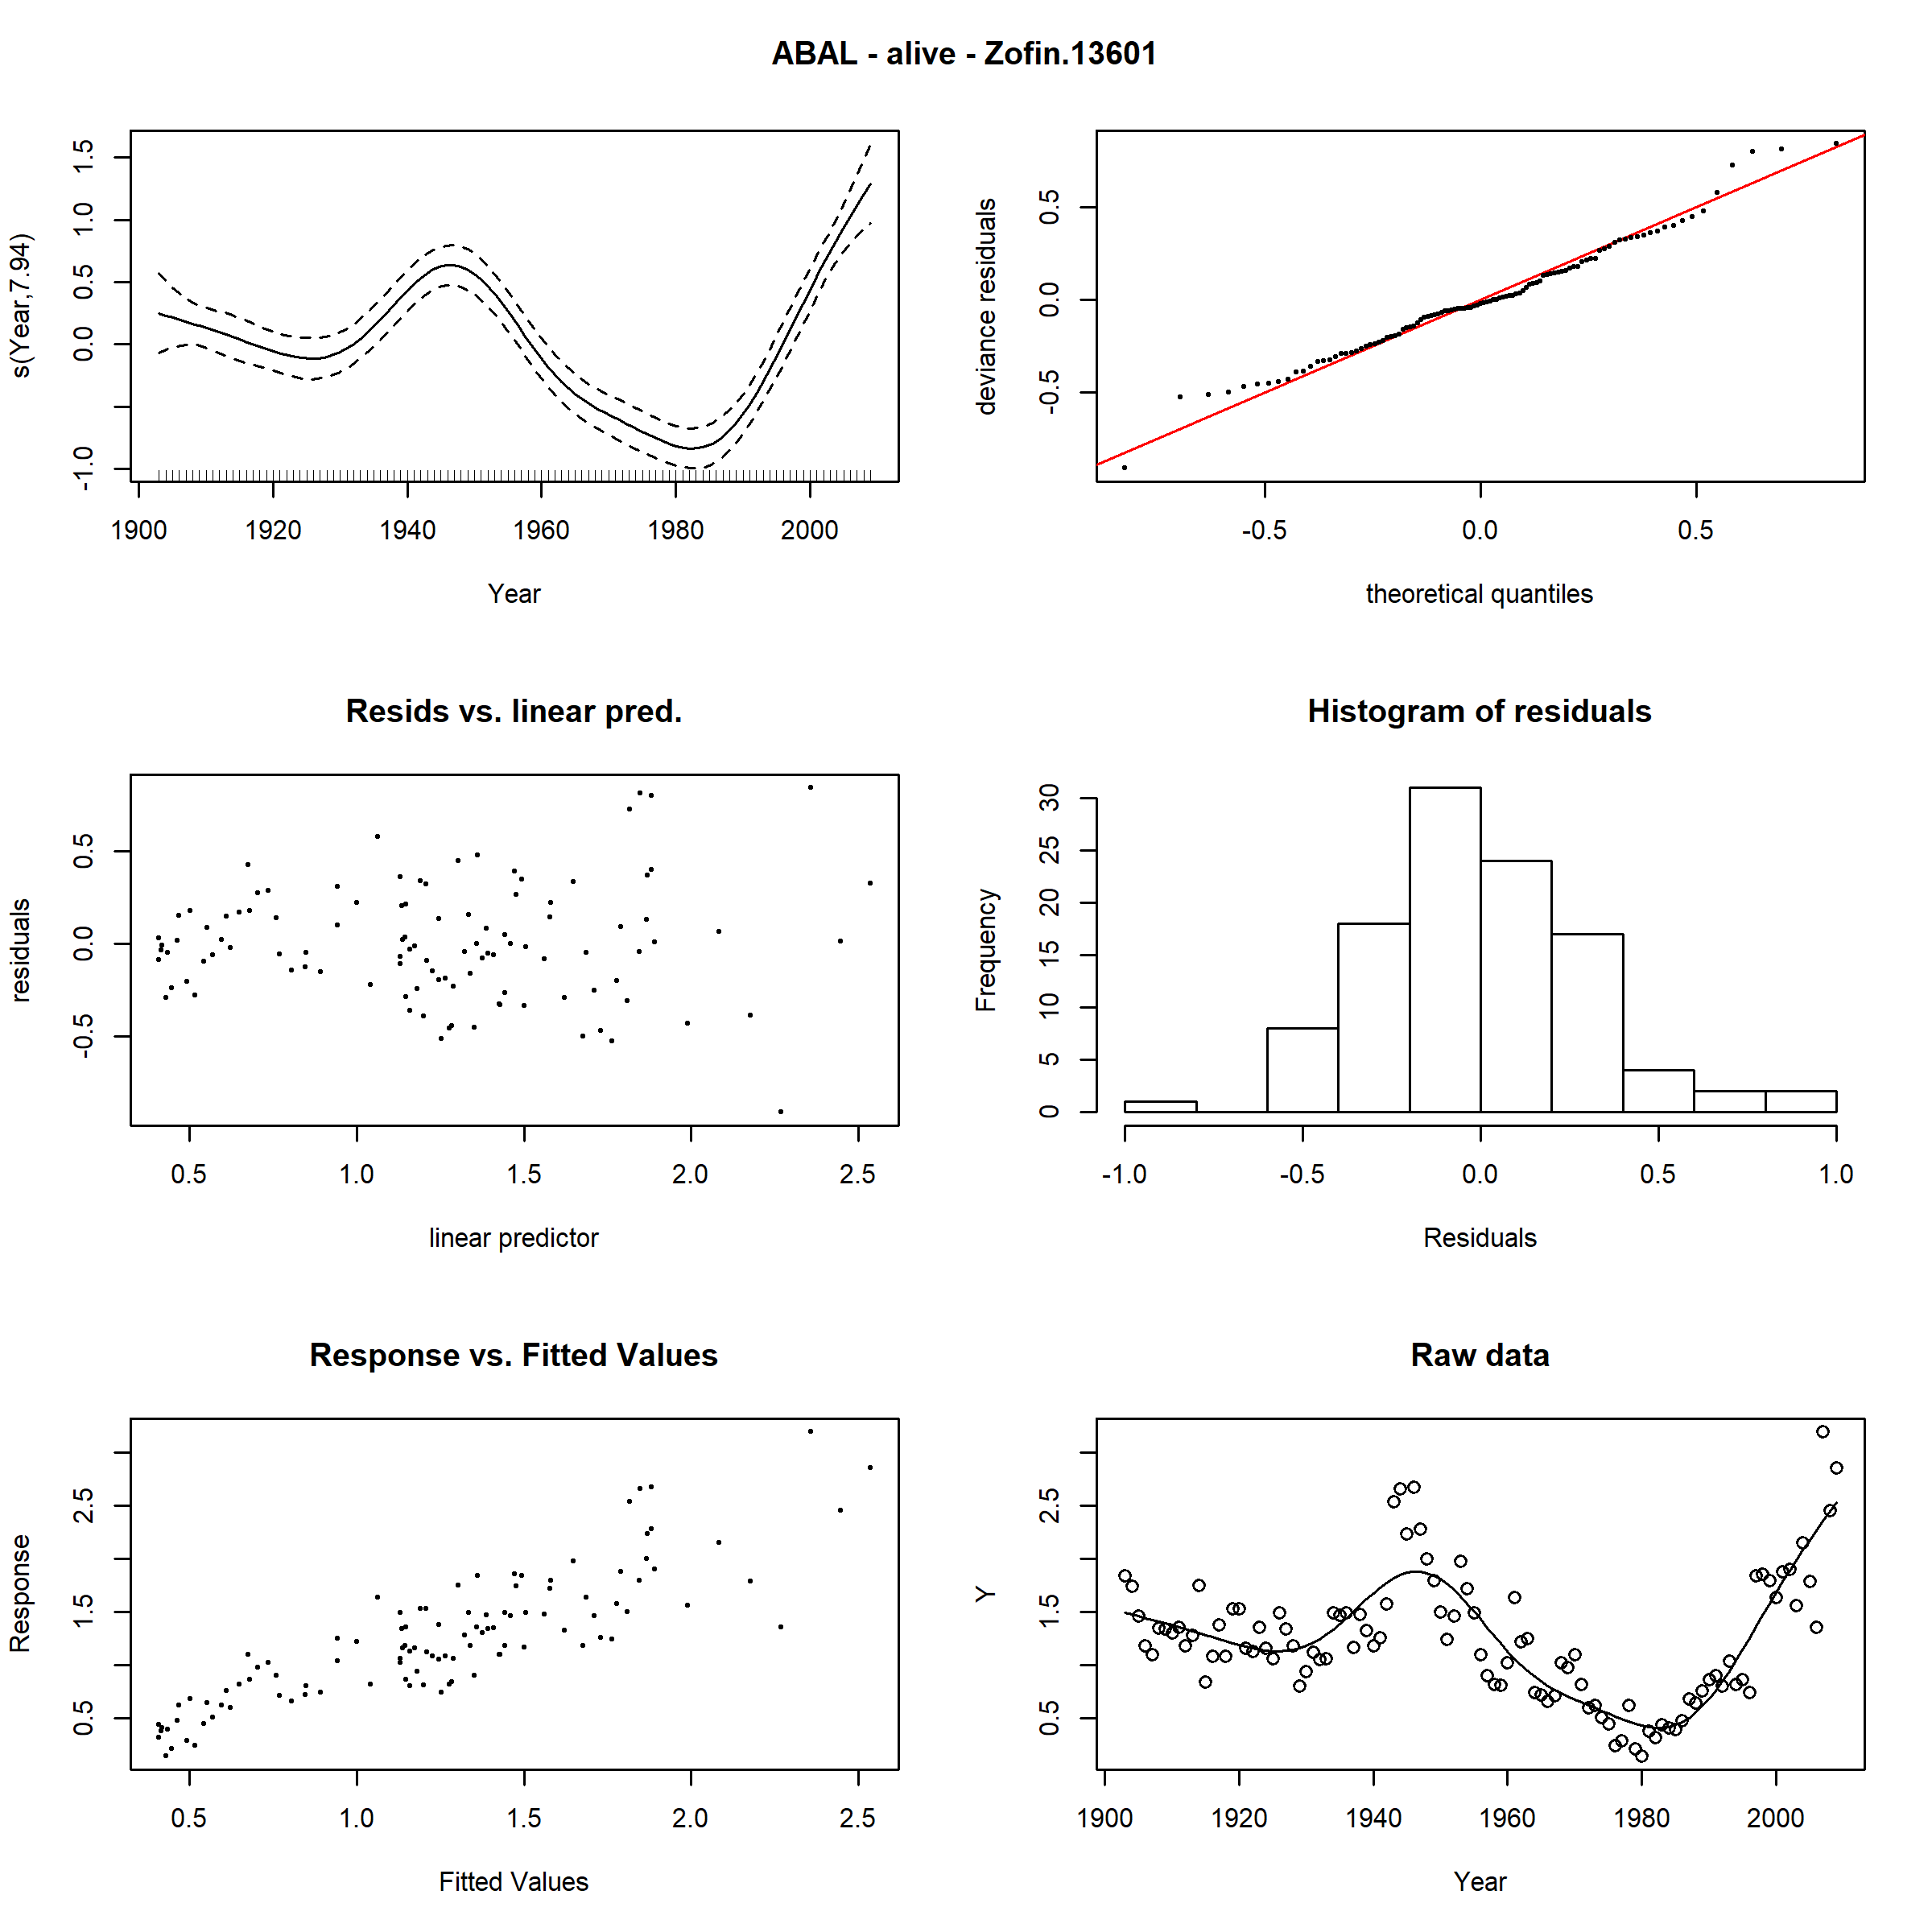 ABAL - alive - Zofin.13601
s(Year,7.94)
-1.0 0.0 0.5 1.0 1.5
1900 1920 1940 1960 1980 2000
Year
deviance residuals
-0.5 0.0 0.5
-0.5 0.0 0.5
theoretical quantiles
Resids vs. linear pred.
residuals
-0.5 0.0 0.5
0.5 1.0 1.5 2.0 2.5
linear predictor
Histogram of residuals
Frequency
0 5 10 15 20 25 30
-1.0 -0.5 0.0 0.5 1.0
Residuals
Response vs. Fitted Values
Response
0.5 1.5 2.5
0.5 1.0 1.5 2.0 2.5
Fitted Values
Raw data
Y
0.5 1.5 2.5
1900 1920 1940 1960 1980 2000
Year